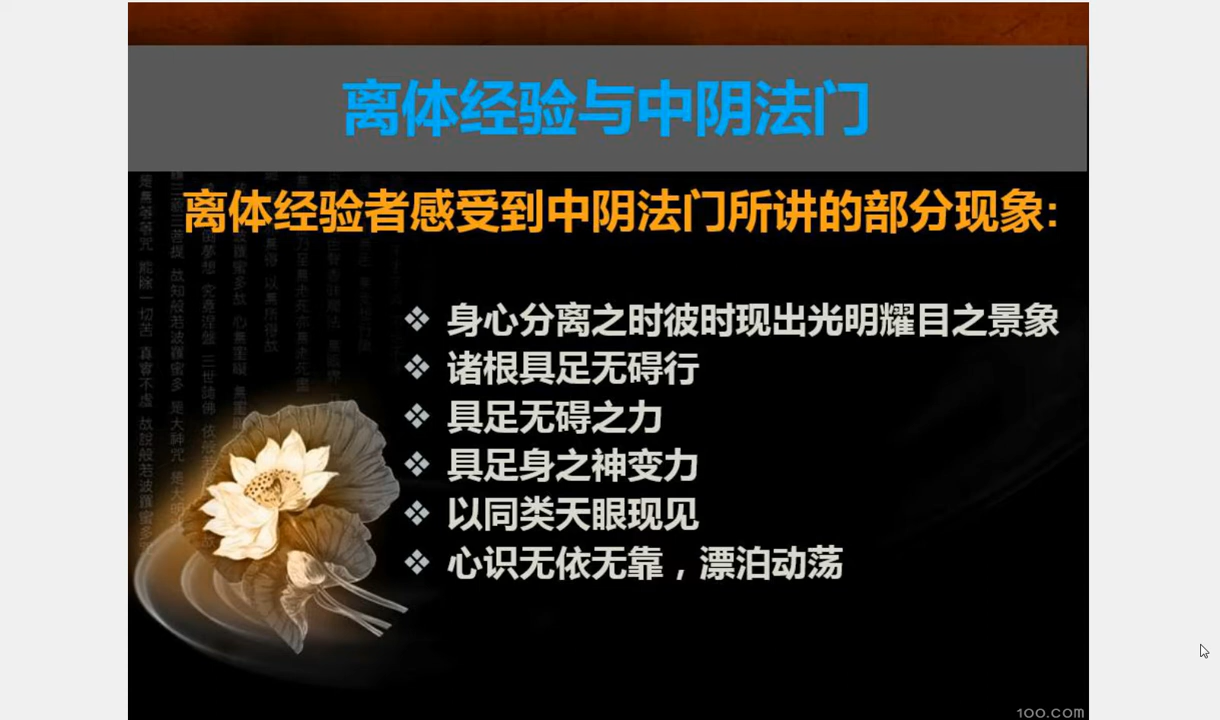 离体经验与中阴法门
离体经验者感受到中阴法门所讲的部分现象:
身心分离之时彼时现出光明耀目之景象
诸根具足无碍行
具足无碍之力
具足身之神变力
以同类天眼现见
心识无依无靠，漂泊动荡
100.com